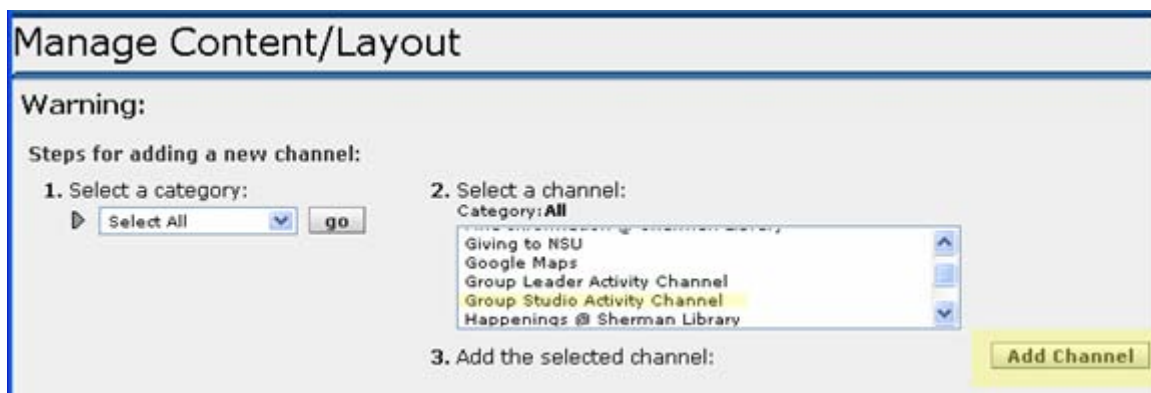 Manage Content/Layout
Warning:
Steps for adding a new channel:
1. Select a category:
Select All
go
2. Select a channel:
Category:All
Giving to NSU
Google Maps
Group Leader Activity Channel
Group Studio Activity Channel
Happenings @ Sherman Library
3. Add the selected channel:
Add Channel